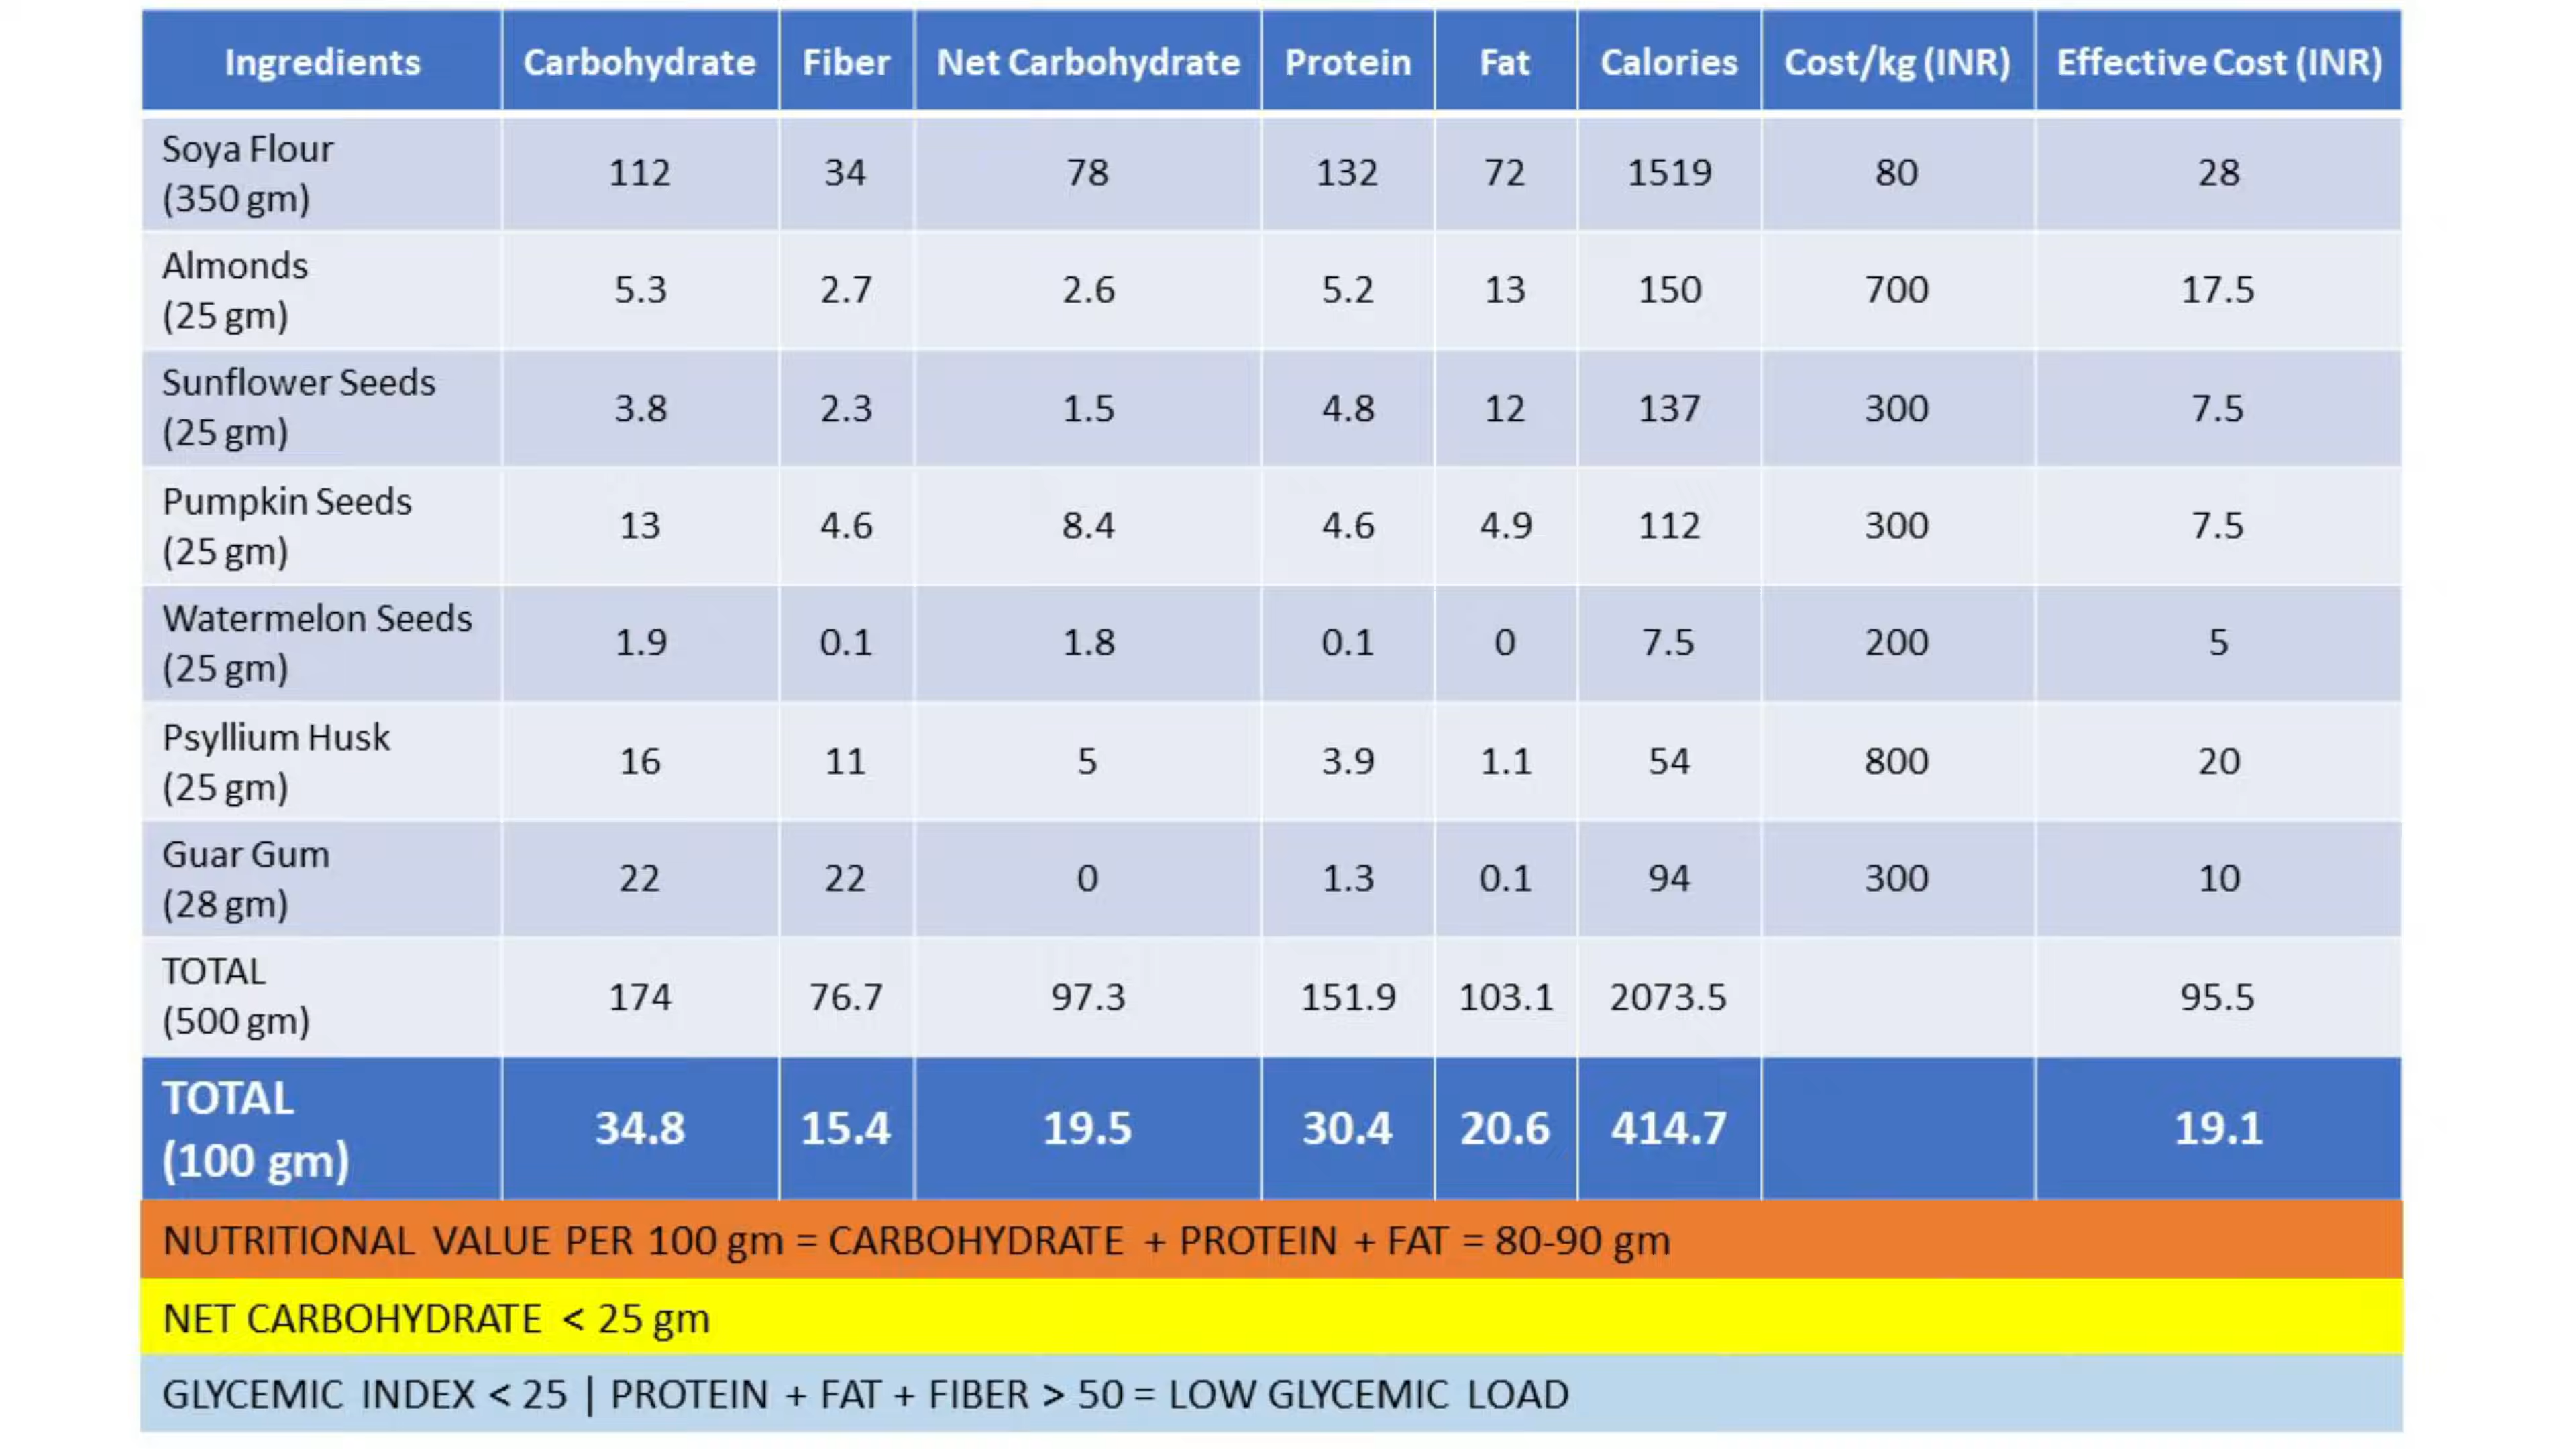 Ingredients Carbohydrate Fiber Net Carbohydrate Protein Fat Calories Cost/kg (INR) Effective Cost (INR)
Soya Flour
(350 gm) 112 34 78 132 72 1519 80 28
Almonds
(25 gm) 5.3 2.7 2.6 5.2 13 150 700 17.5
Sunflower Seeds
(25 gm) 3.8 2.3 1.5 4.8 12 137 300 7.5
Pumpkin Seeds
(25 gm) 13 4.6 8.4 4.6 4.9 112 300 7.5
Watermelon Seeds
(25 gm) 1.9 0.1 1.8 0.1 0 7.5 200 5
Psyllium Husk
(25 gm) 16 11 5 3.9 1.1 54 800 20
Guar Gum
(28 gm) 22 22 0 1.3 0.1 94 300 10
TOTAL
(500 gm) 174 76.7 97.3 151.9 103.1 2073.5 95.5
TOTAL
(100 gm) 34.8 15.4 19.5 30.4 20.6 414.7 19.1
NUTRITIONAL VALUE PER 100 gm = CARBOHYDRATE + PROTEIN + FAT = 80-90 gm
NET CARBOHYDRATE < 25 gm
GLYCEMIC INDEX < 25 | PROTEIN + FAT + FIBER > 50 = LOW GLYCEMIC LOAD